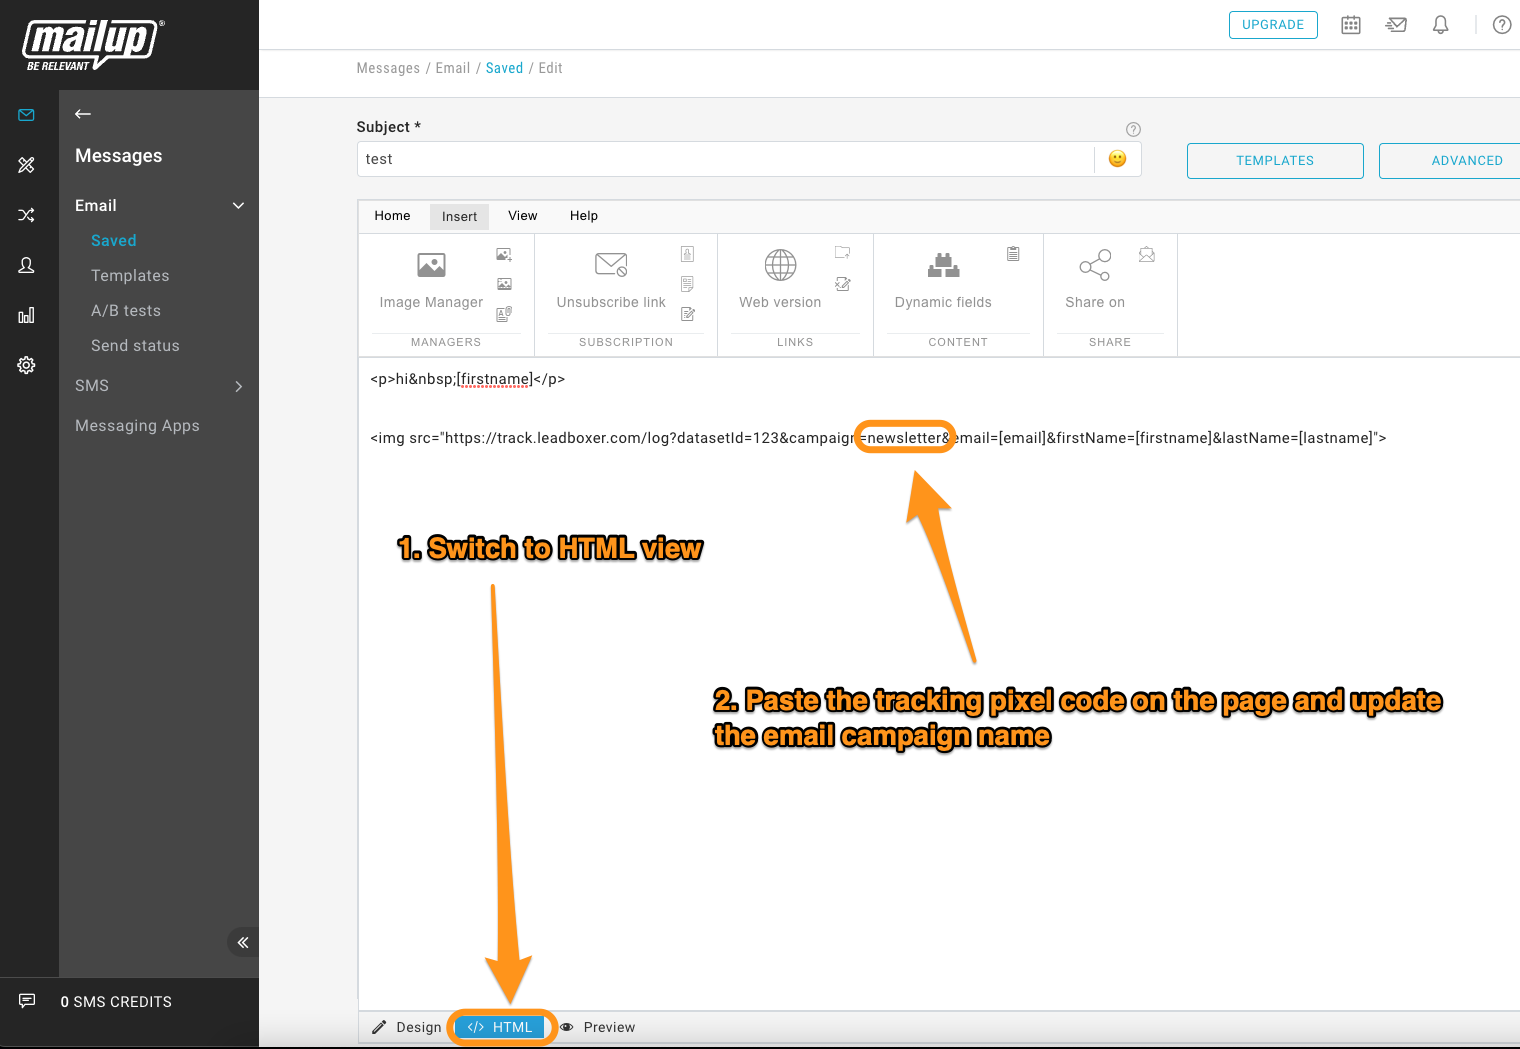 mailup®
BE RELEVANT
UPGRADE
Messages / Email / Saved / Edit
Messages
Email
Saved
Templates
A/B tests
Send status
SMS
Messaging Apps
0 SMS CREDITS
Subject *
test
TEMPLATES
ADVANCED
Home Insert View Help
Image Manager Unsubscribe link Web version Dynamic fields Share on
MANAGERS SUBSCRIPTION LINKS CONTENT SHARE
<p>hi&nbsp;[firstname]</p>
<img src="https://track.leadboxer.com/log?datasetId=123&campaign=newsletter&email=[email]&firstName=[firstname]&lastName=[lastname]">
1. Switch to HTML view
2. Paste the tracking pixel code on the page and update
the email campaign name
Design </> HTML Preview